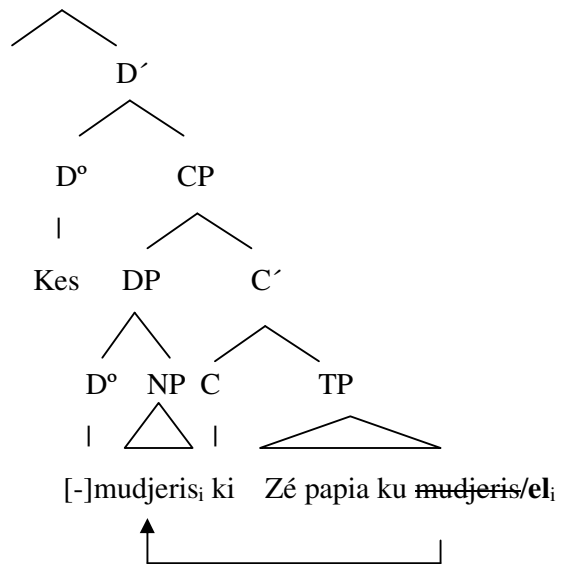 D´
Dº CP
Kes DP C´
Dº NP C TP
[-]mudjerisᵢ ki Zé papia ku mudjeris/elᵢ